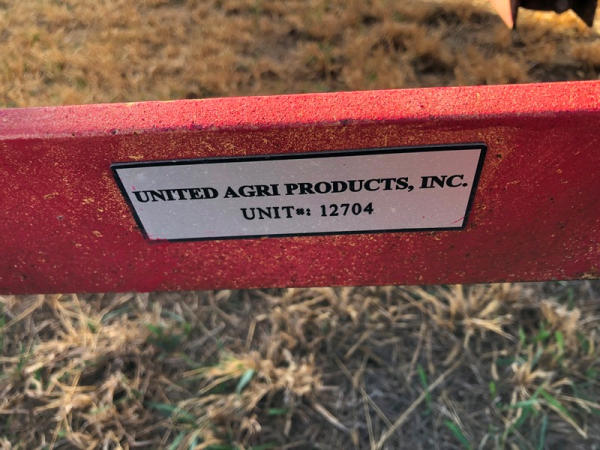 UNITED AGRI PRODUCTS, INC.
UNIT#: 12704